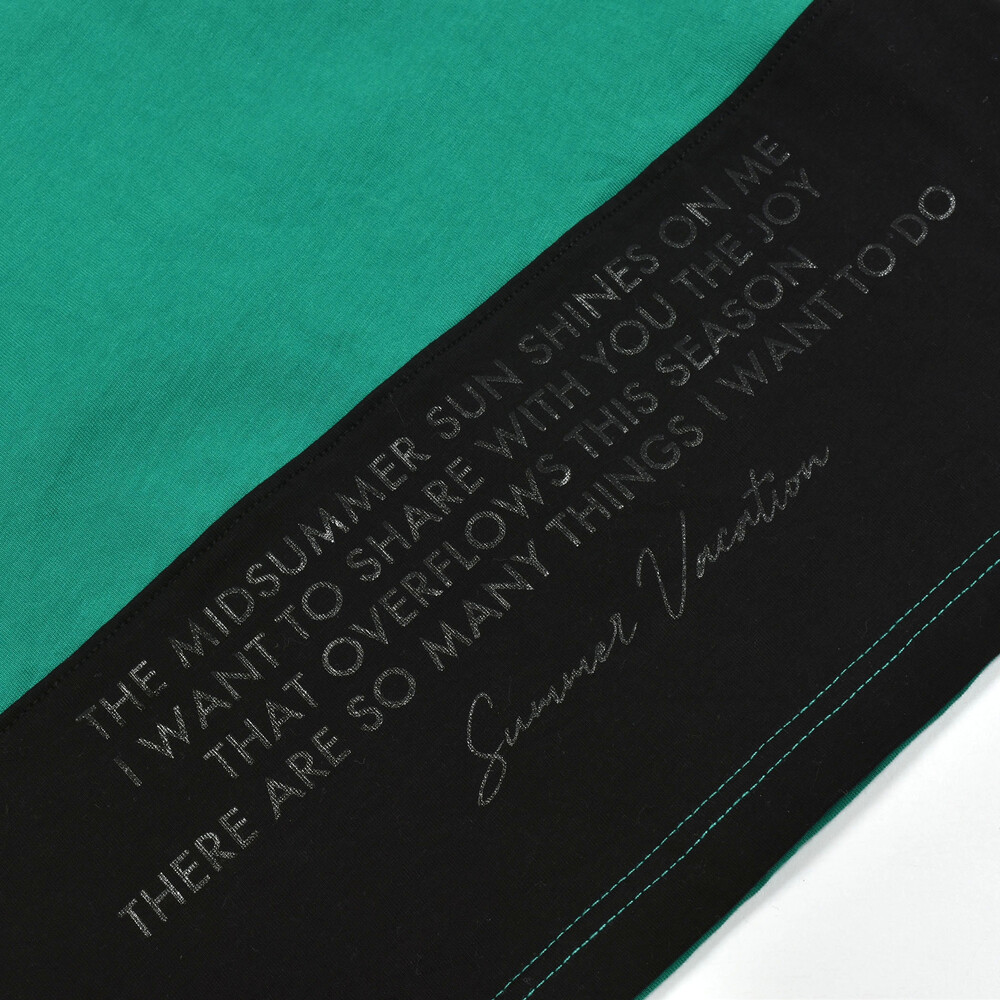 THE MIDSUMMER SUN SHINES ON ME
I WANT TO SHARE WITH YOU THE JOY
THAT OVERFLOWS THIS SEASON
THERE ARE SO MANY THINGS I WANT TO DO
Summer Vacation